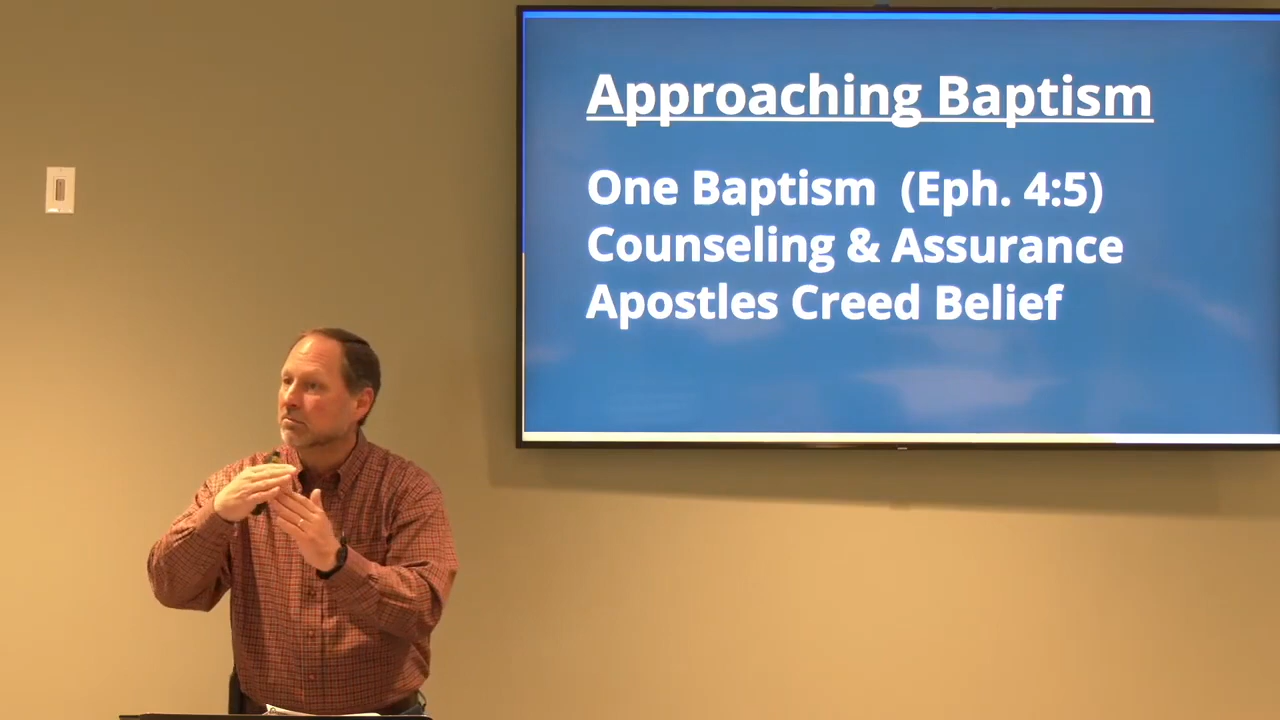 Approaching Baptism
One Baptism (Eph. 4:5)
Counseling & Assurance
Apostles Creed Belief